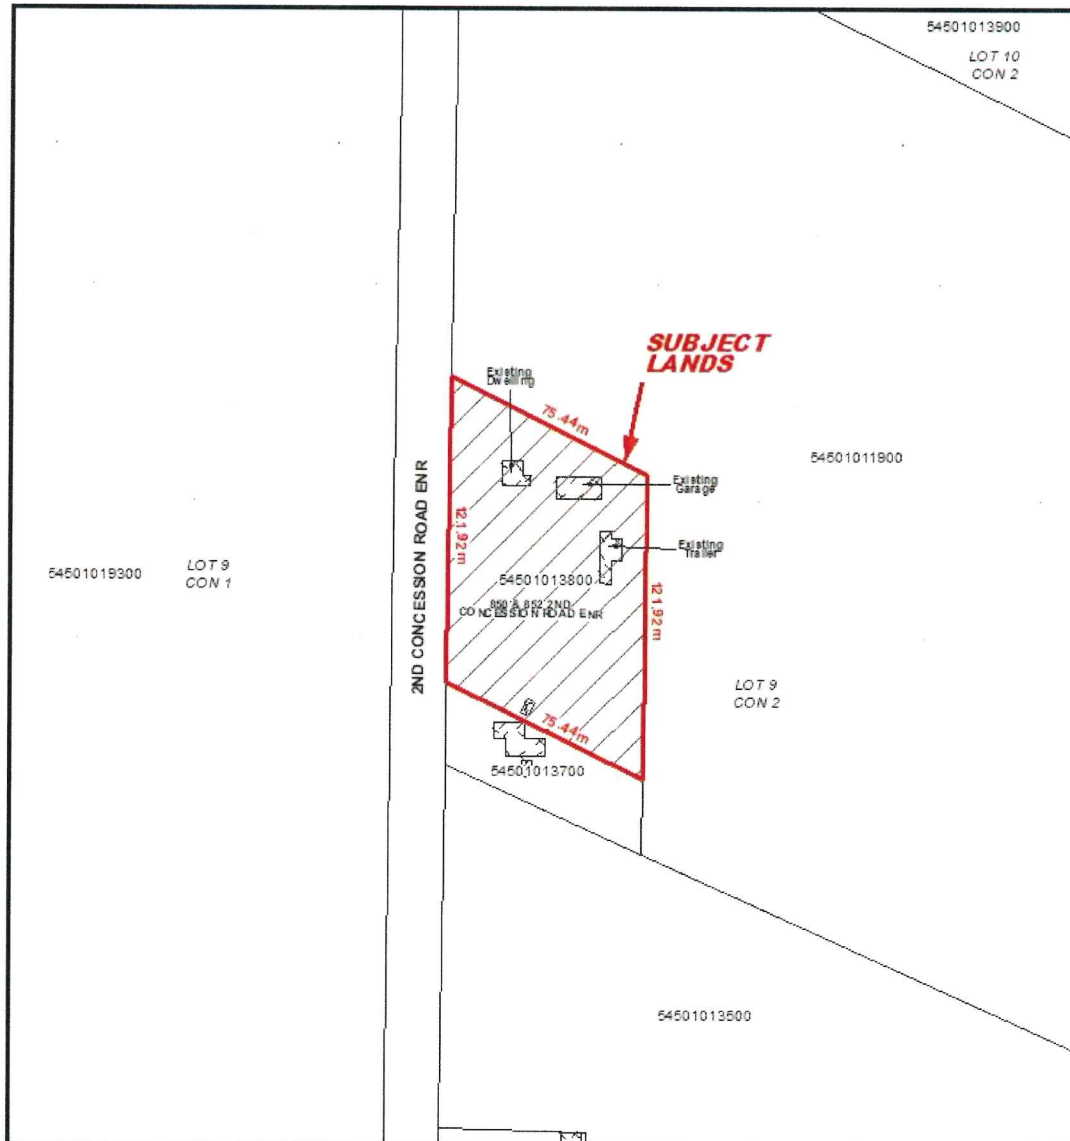 54501013900
LOT 10
CON 2
SUBJECT
LANDS
Existing
Dwelling
75.44m
54501011900
Existing
Garage
2ND CONCESSION ROAD ENR
121.92m
Existing
Trailer
54501019300
LOT 9
CON 1
54501013800
850 & 852 2ND
CONCESSION ROAD ENR
121.92m
LOT 9
CON 2
75.44m
54501013700
54501013500